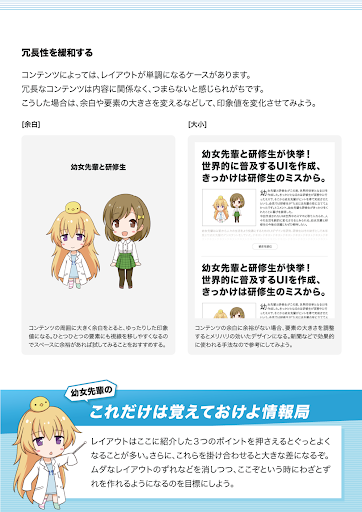 冗長性を緩和する
コンテンツによっては、レイアウトが単調になるケースがあります。
冗長なコンテンツは内容に関係なく、つまらないと感じられがちです。
こうした場合は、余白や要素の大きさを変えるなどして、印象値を変化させてみよう。
[余白]
幼女先輩と研修生
コンテンツの周囲に大きく余白をとると、ゆったりした印象
値になる。ひとつひとつの要素にも視線を移しやすくなるの
でスペースに余裕があれば試してみることをおすすめする。
[大小]
幼女先輩と研修生が快挙!
世界的に普及するUIを作成、
きっかけは研修生のミスから。
幼女先輩と研修生が快挙!
世界的に普及するUIを作成、
きっかけは研修生のミスから。
コンテンツの余白に余裕がない場合、要素の大きさを調整
するとメリハリの効いたデザインになる。新聞などで効果的
に使われる手法なので参考にしてみよう。
幼女先輩の
これだけは覚えておけよ情報局
レイアウトはここに紹介した3つのポイントを押さえるとぐっとよく
なることが多い。さらに、これらを掛け合わせると大きな差になるぞ。
ムダなレイアウトのずれなどを消しつつ、ここぞという時にわざとず
れを作れるようになるのを目標にしよう。